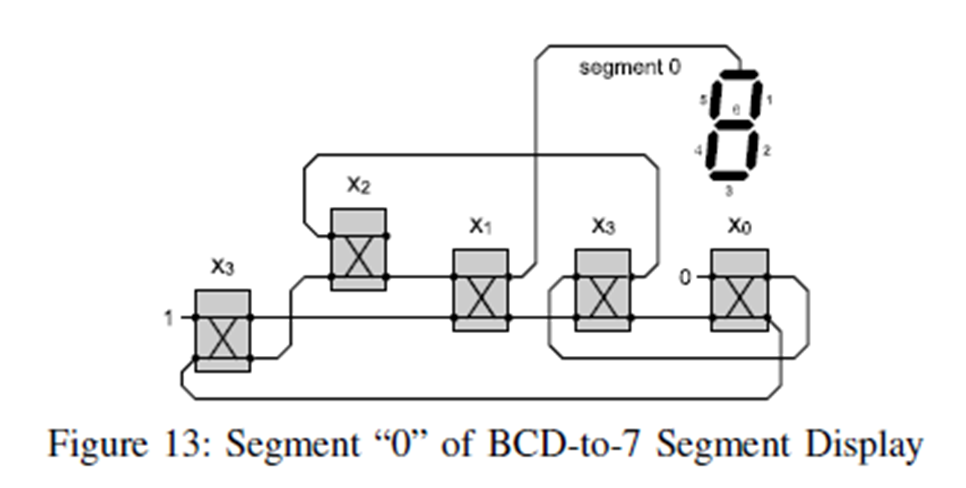 segment 0
5
6
1
4
2
3
X2
X1
X3
X0
X3
0
1
Figure 13: Segment “0” of BCD-to-7 Segment Display